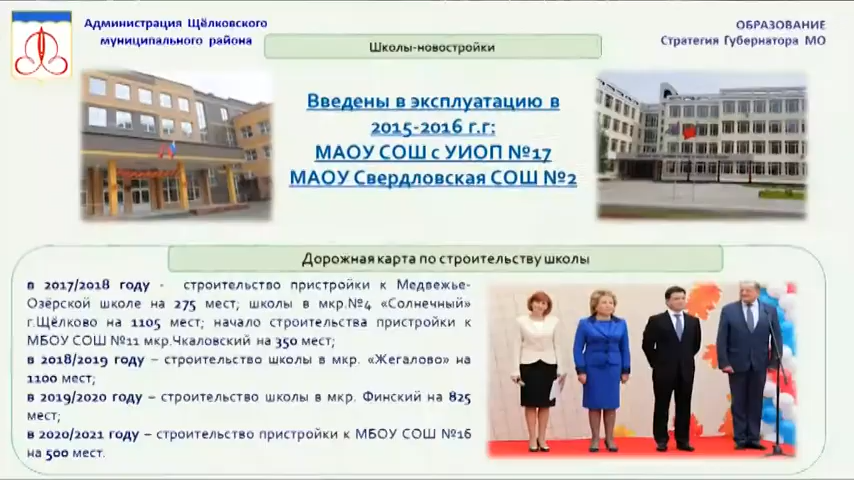 Администрация Щёлковского
муниципального района
ОБРАЗОВАНИЕ
Стратегия Губернатора МО
Школы-новостройки
Введены в эксплуатацию в
2015-2016 г.г:
МАОУ СОШ с УИОП №17
МАОУ Свердловская СОШ №2
Дорожная карта по строительству школы
в 2017/2018 году - строительство пристройки к Медвежье-
Озёрской школе на 275 мест; школы в мкр.№4 «Солнечный»
г.Щёлково на 1105 мест; начало строительства пристройки к
МБОУ СОШ №11 мкр.Чкаловский на 350 мест;
в 2018/2019 году – строительство школы в мкр. «Жегалово» на
1100 мест;
в 2019/2020 году – строительство школы в мкр. Финский на 825
мест;
в 2020/2021 году – строительство пристройки к МБОУ СОШ №16
на 500 мест.